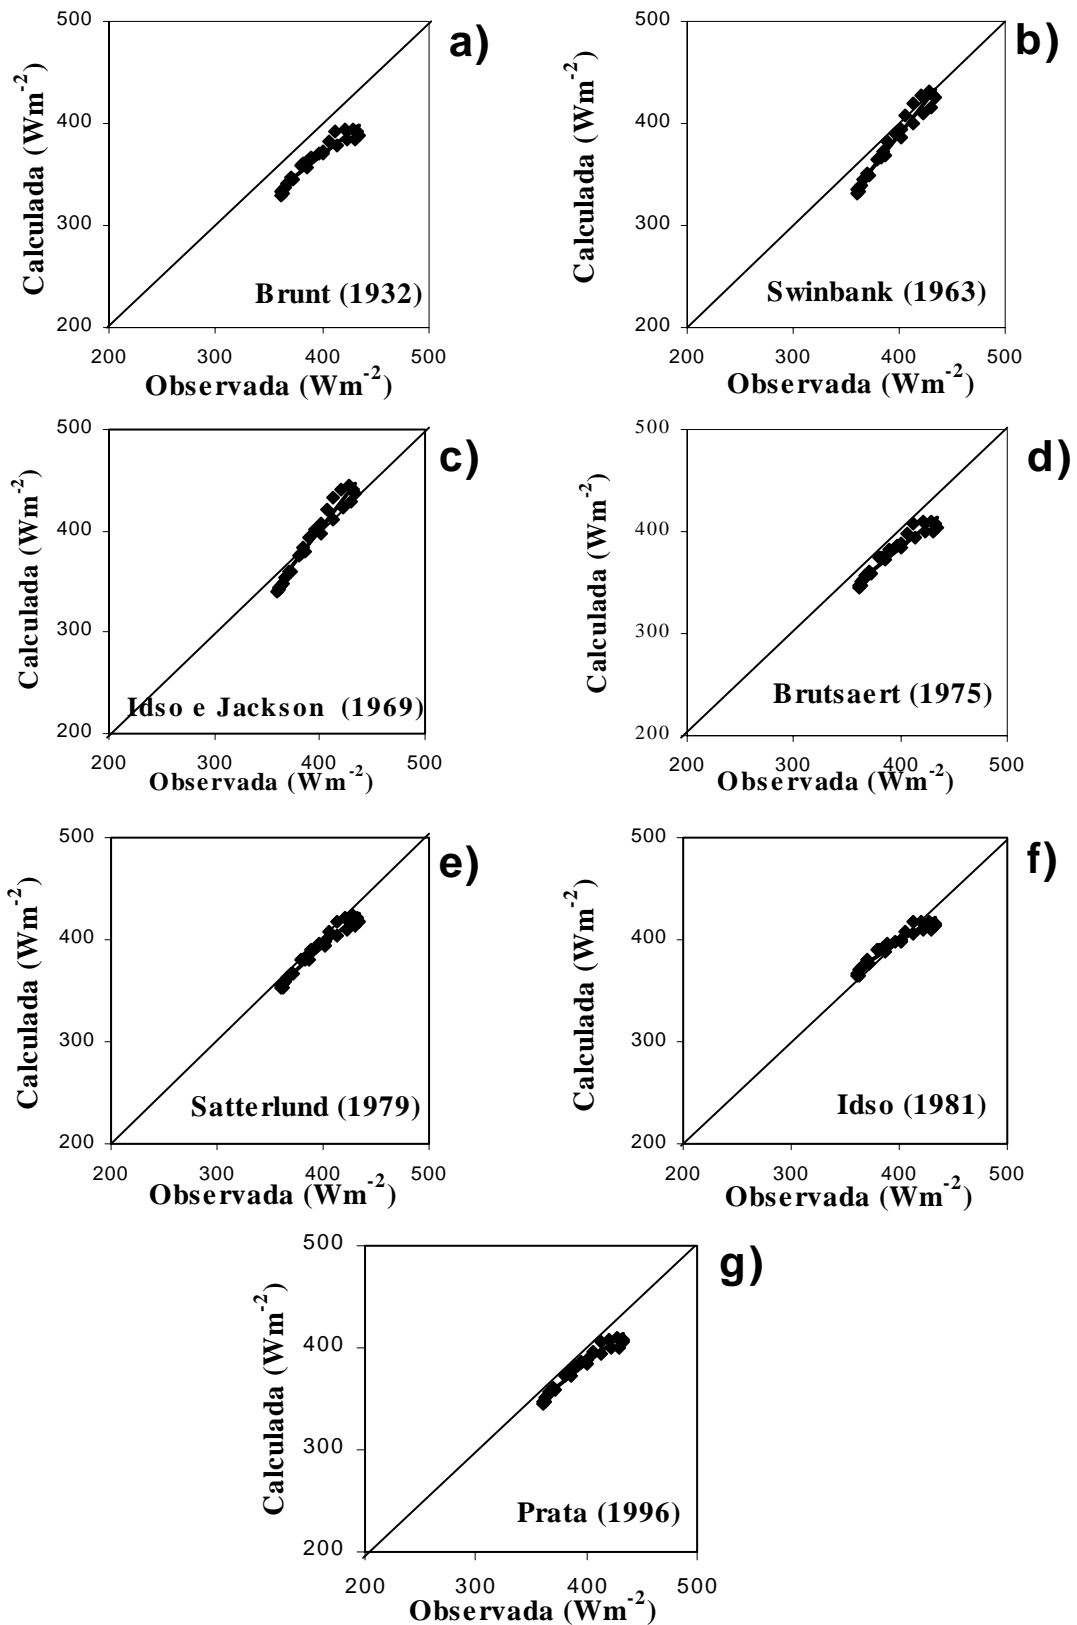 500
400
300
200
Calculada (Wm-2)
200 300 400 500
Observada (Wm-2)
Brunt (1932)
a)
500
400
300
200
Calculada (Wm-2)
200 300 400 500
Observada (Wm-2)
Swinbank (1963)
b)
500
400
300
200
Calculada (Wm-2)
200 300 400 500
Observada (Wm-2)
Idso e Jackson (1969)
c)
500
400
300
200
Calculada (Wm-2)
200 300 400 500
Observada (Wm-2)
Brutsaert (1975)
d)
500
400
300
200
Calculada (Wm-2)
200 300 400 500
Observada (Wm-2)
Satterlund (1979)
e)
500
400
300
200
Calculada (Wm-2)
200 300 400 500
Observada (Wm-2)
Idso (1981)
f)
500
400
300
200
Calculada (Wm-2)
200 300 400 500
Observada (Wm-2)
Prata (1996)
g)